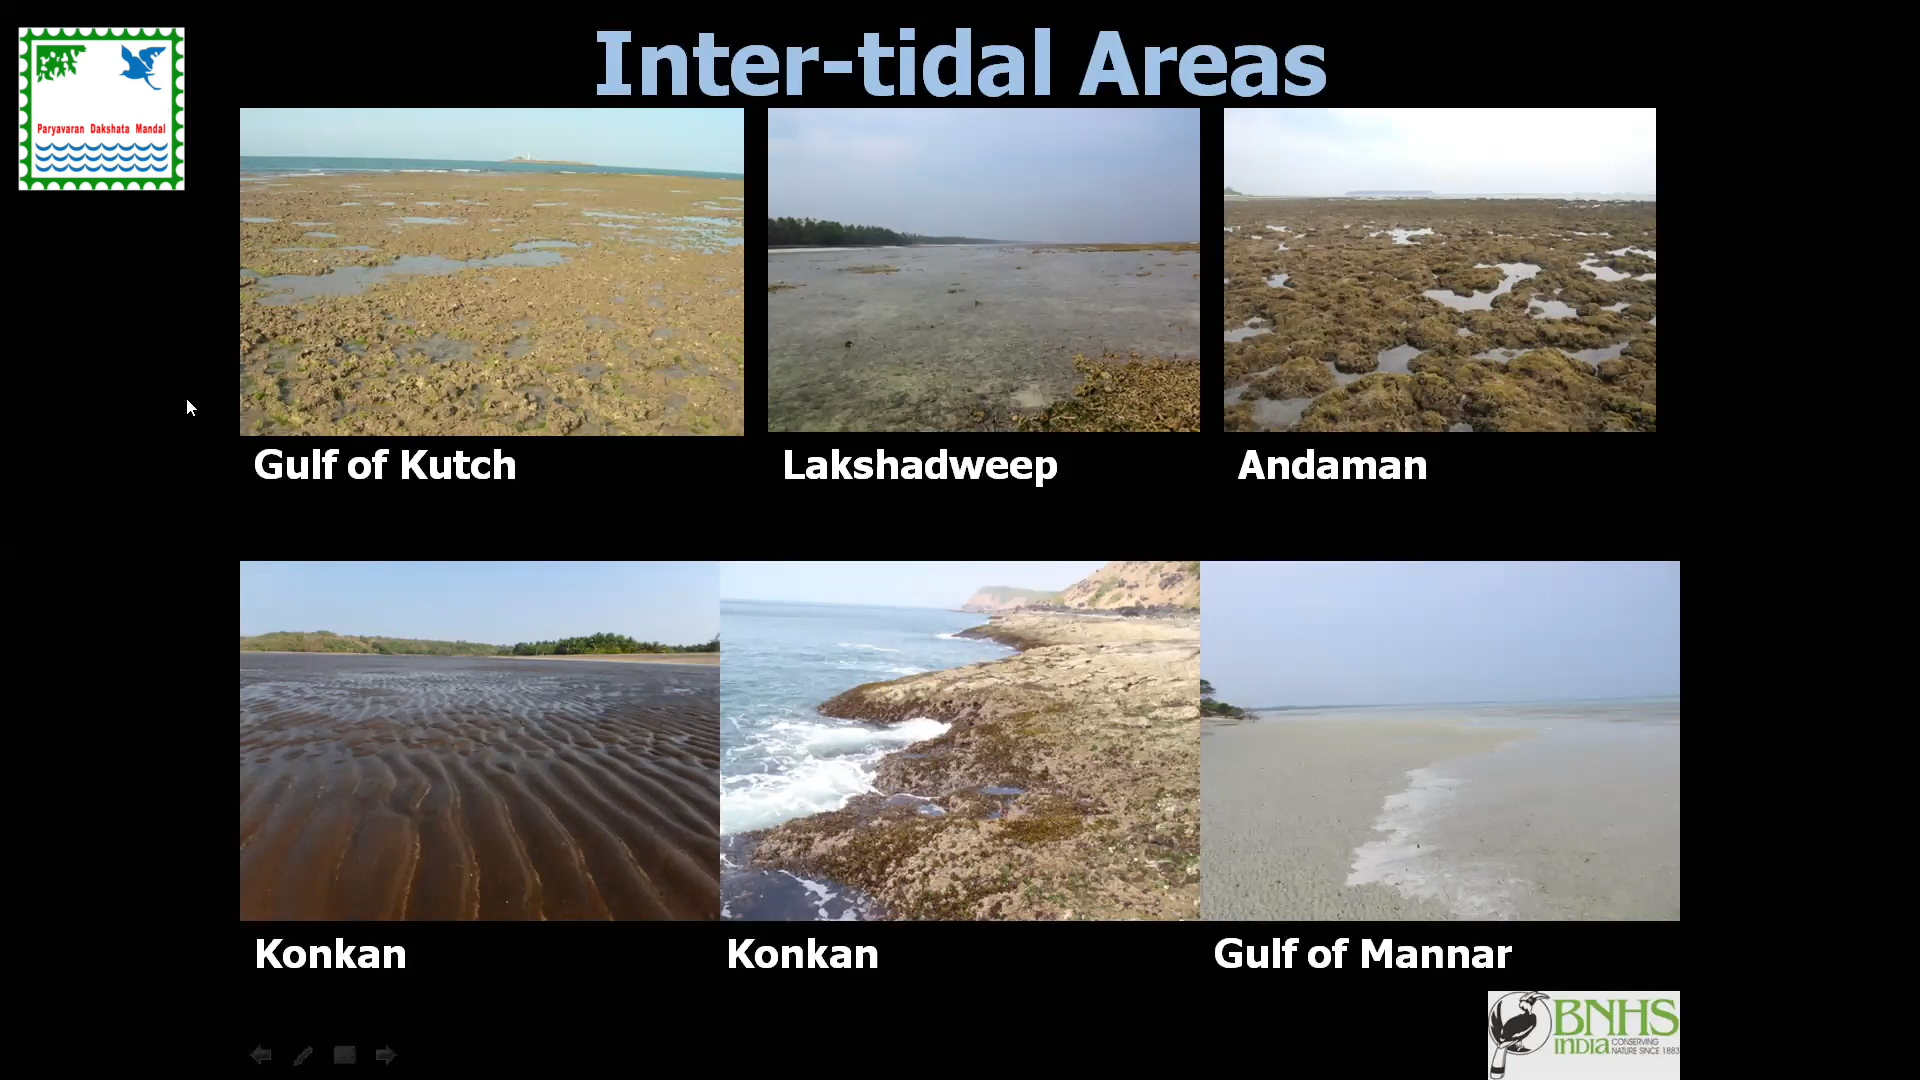 Inter-tidal Areas
Paryavaran Dakshata Mandal
Gulf of Kutch
Lakshadweep
Andaman
Konkan
Konkan
Gulf of Mannar
BNHS
INDIA
CONSERVING
NATURE SINCE 1883